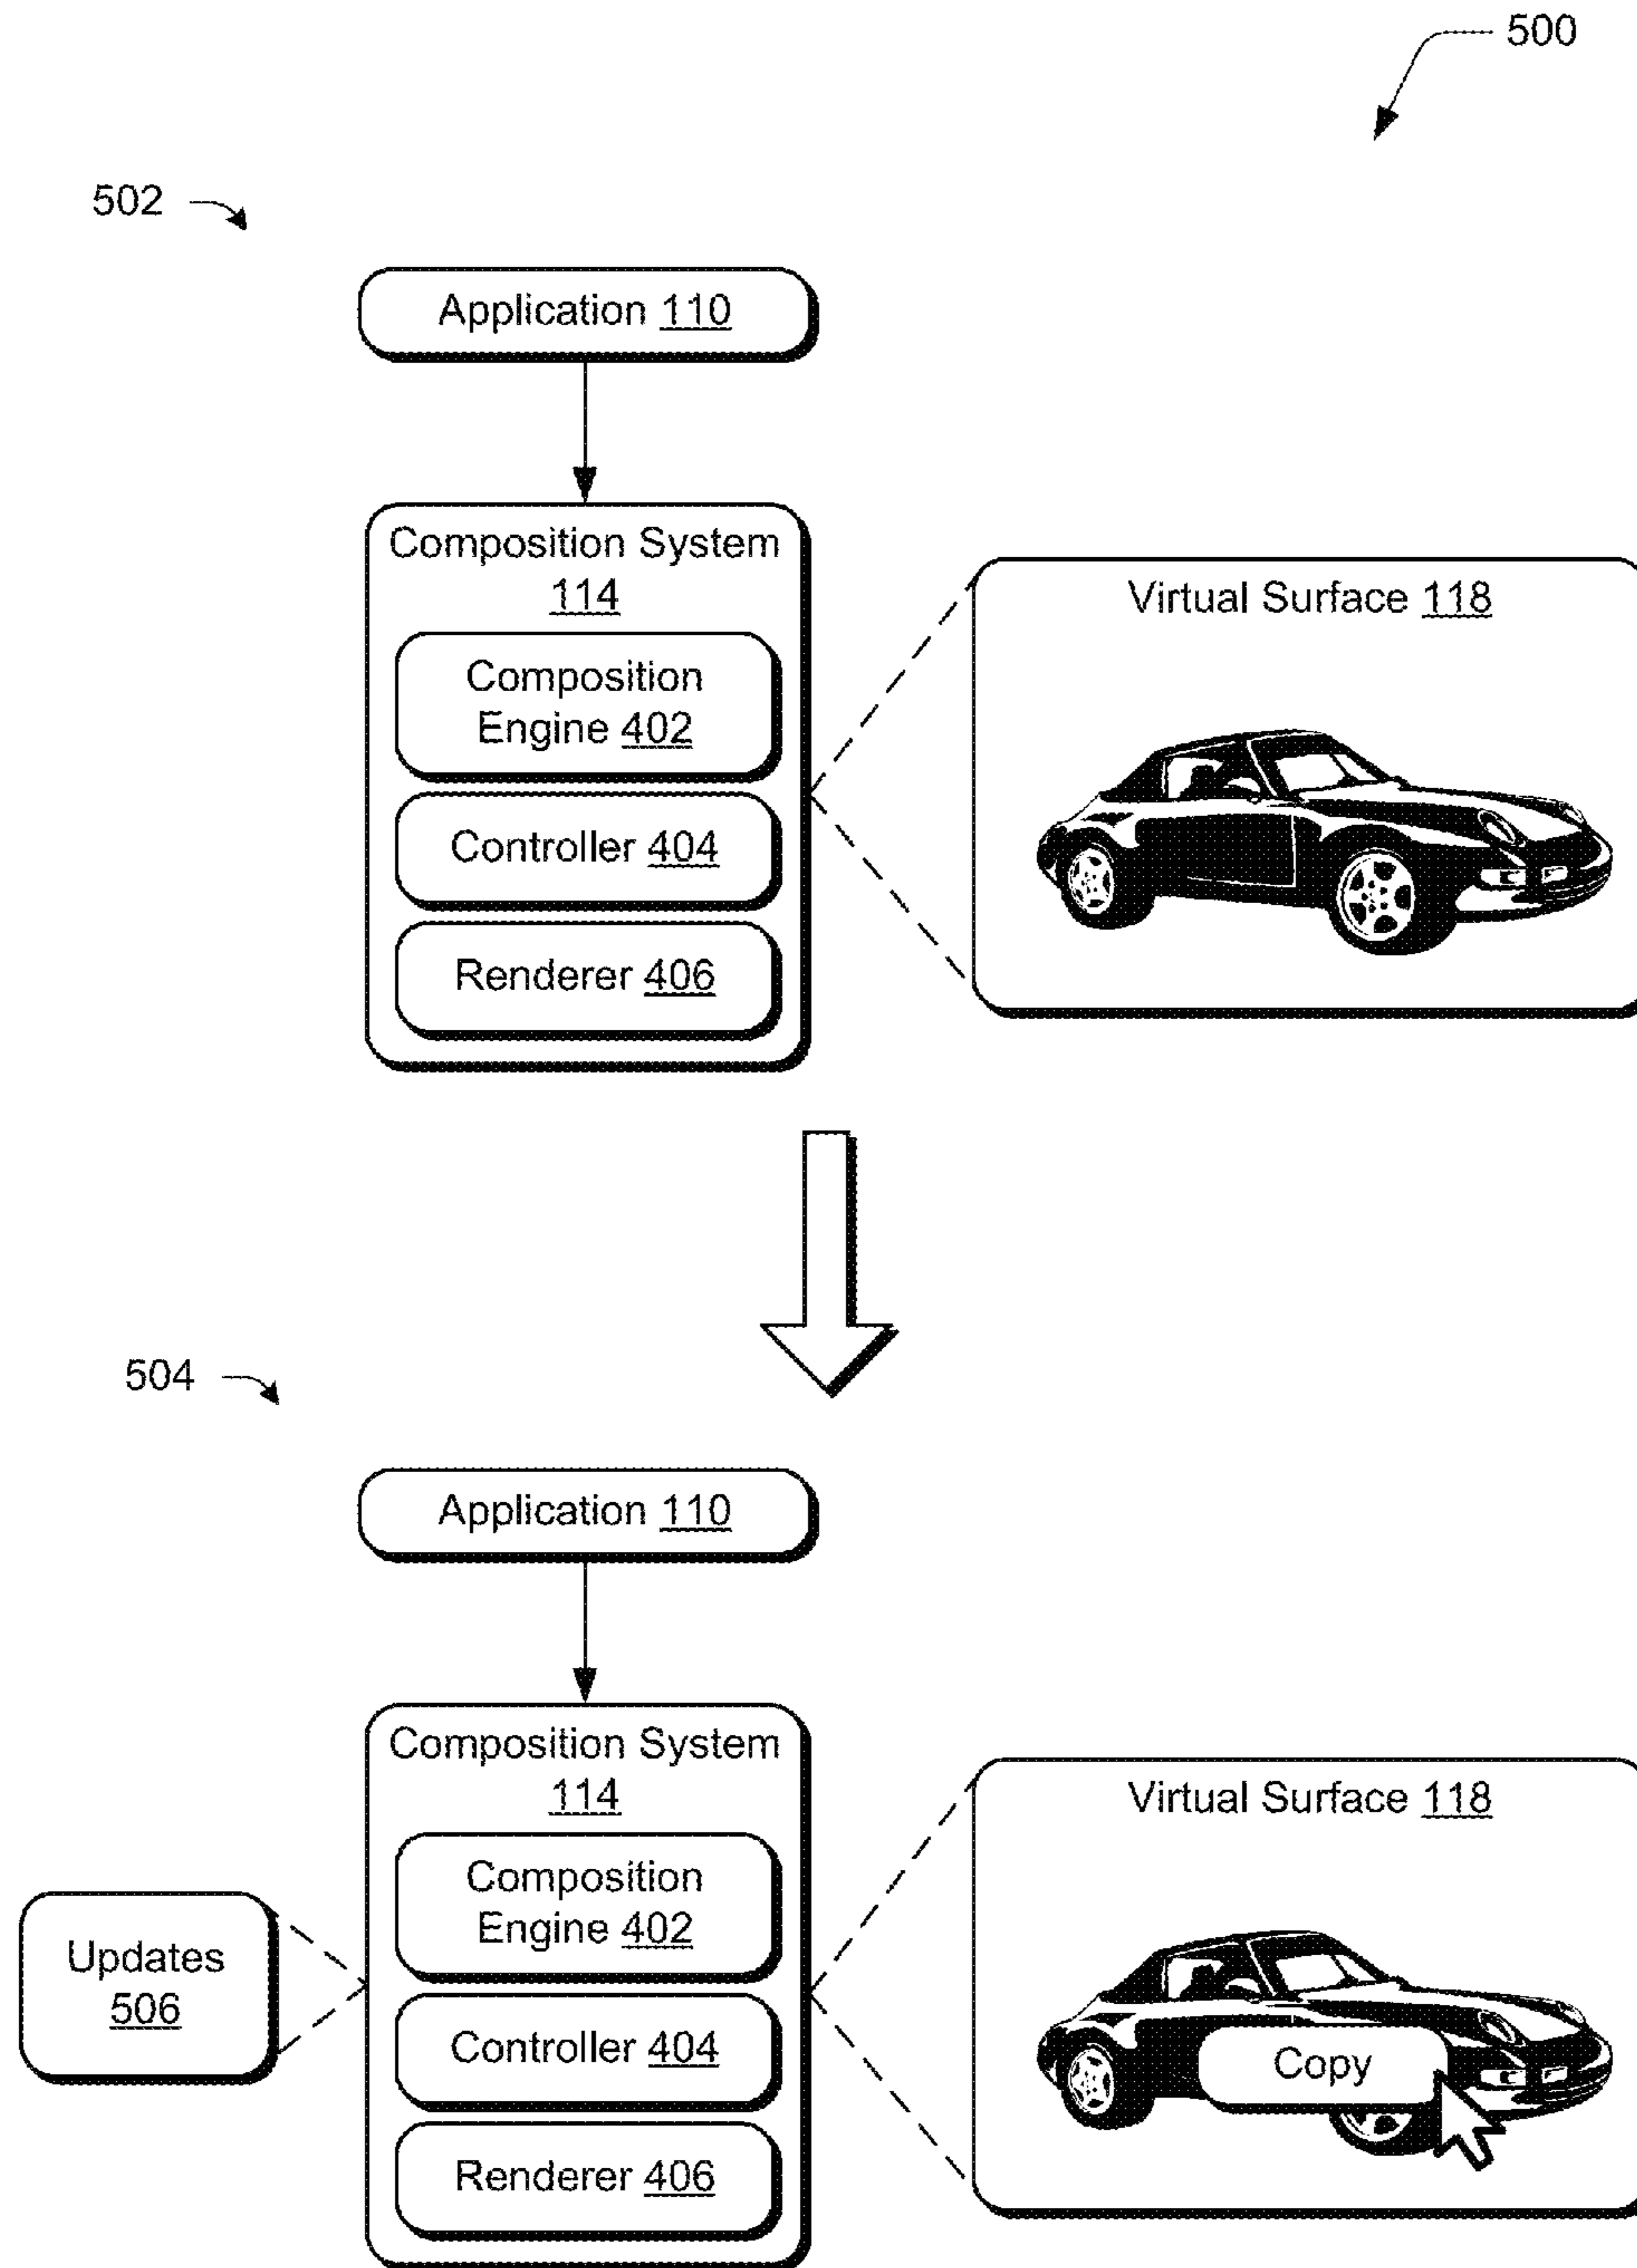 500
502
Application 110
Composition System
114
Composition
Engine 402
Controller 404
Renderer 406
Virtual Surface 118
504
Application 110
Composition System
114
Composition
Engine 402
Controller 404
Renderer 406
Updates
506
Virtual Surface 118
Copy